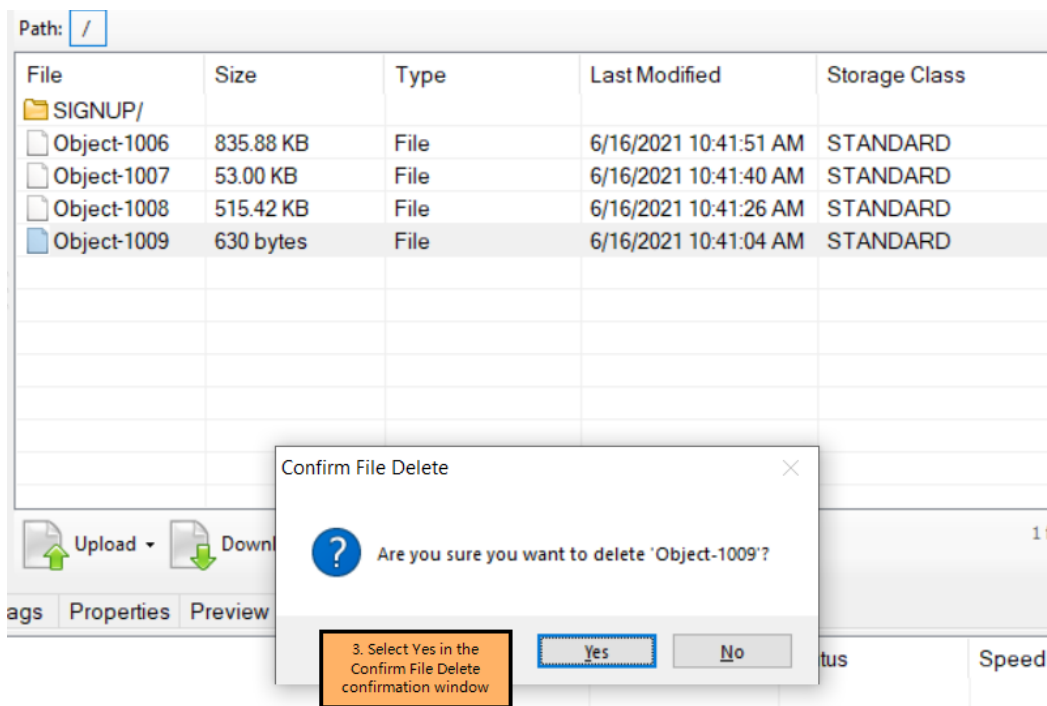 Path: /
File Size Type Last Modified Storage Class
SIGNUP/
Object-1006 835.88 KB File 6/16/2021 10:41:51 AM STANDARD
Object-1007 53.00 KB File 6/16/2021 10:41:40 AM STANDARD
Object-1008 515.42 KB File 6/16/2021 10:41:26 AM STANDARD
Object-1009 630 bytes File 6/16/2021 10:41:04 AM STANDARD
Confirm File Delete
Upload Downl 1
Are you sure you want to delete 'Object-1009'?
ags Properties Preview
Yes No
3. Select Yes in the
Confirm File Delete
confirmation window
tus Speed